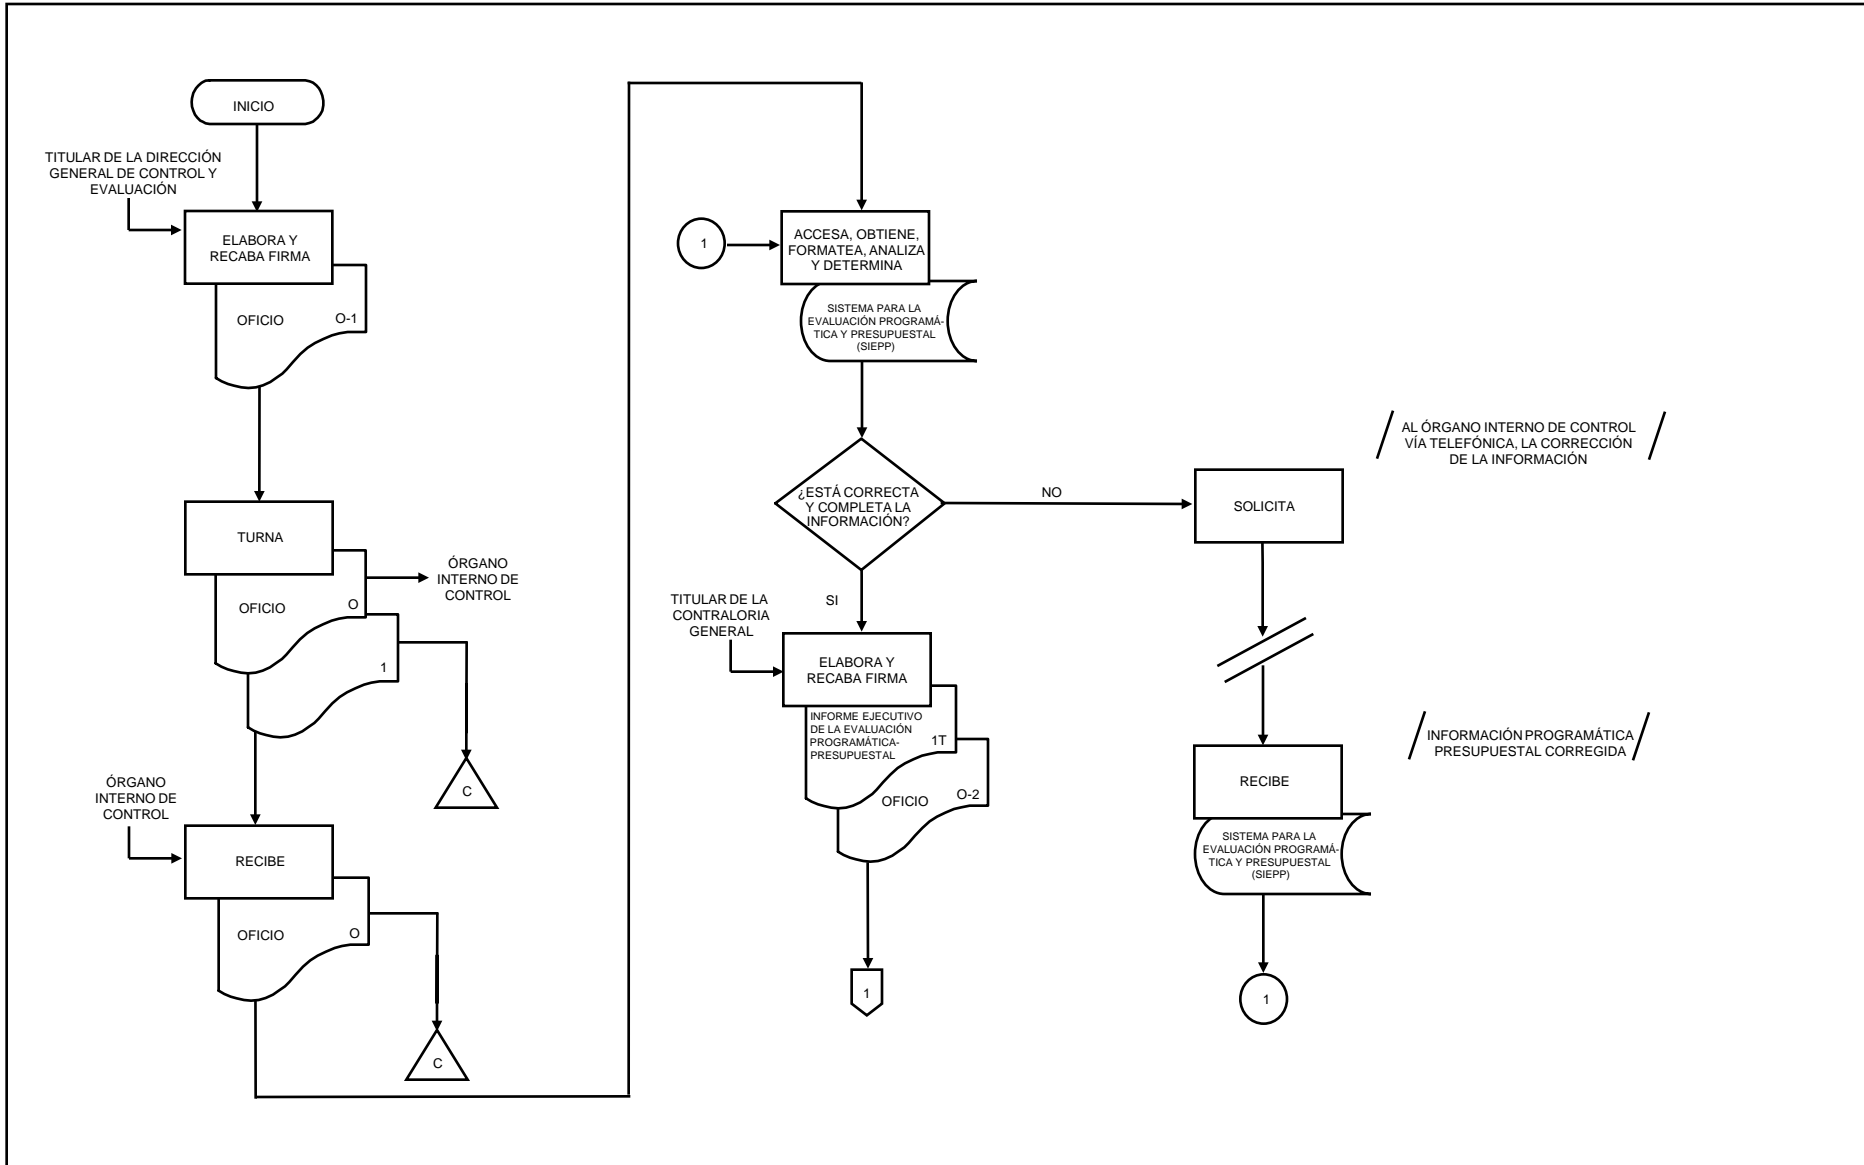 INICIO
TITULAR DE LA DIRECCIÓN
GENERAL DE CONTROL Y
EVALUACIÓN
ELABORA Y
RECABA FIRMA
OFICIO
O-1
TURNA
OFICIO
O
ÓRGANO
INTERNO DE
CONTROL
1
C
ÓRGANO
INTERNO DE
CONTROL
RECIBE
OFICIO
O
C
1
ACCESA, OBTIENE,
FORMATEA, ANALIZA
Y DETERMINA
SISTEMA PARA LA
EVALUACIÓN PROGRAMÁ-
TICA Y PRESUPUESTAL
(SIEPP)
¿ESTÁ CORRECTA
Y COMPLETA LA
INFORMACIÓN?
NO
SI
TITULAR DE LA
CONTRALORIA
GENERAL
ELABORA Y
RECABA FIRMA
INFORME EJECUTIVO
DE LA EVALUACIÓN
PROGRAMÁTICA-
PRESUPUESTAL
1T
OFICIO
O-2
1
AL ÓRGANO INTERNO DE CONTROL
VÍA TELEFÓNICA, LA CORRECCIÓN
DE LA INFORMACIÓN
SOLICITA
INFORMACIÓN PROGRAMÁTICA
PRESUPUESTAL CORREGIDA
RECIBE
SISTEMA PARA LA
EVALUACIÓN PROGRAMÁ-
TICA Y PRESUPUESTAL
(SIEPP)
1